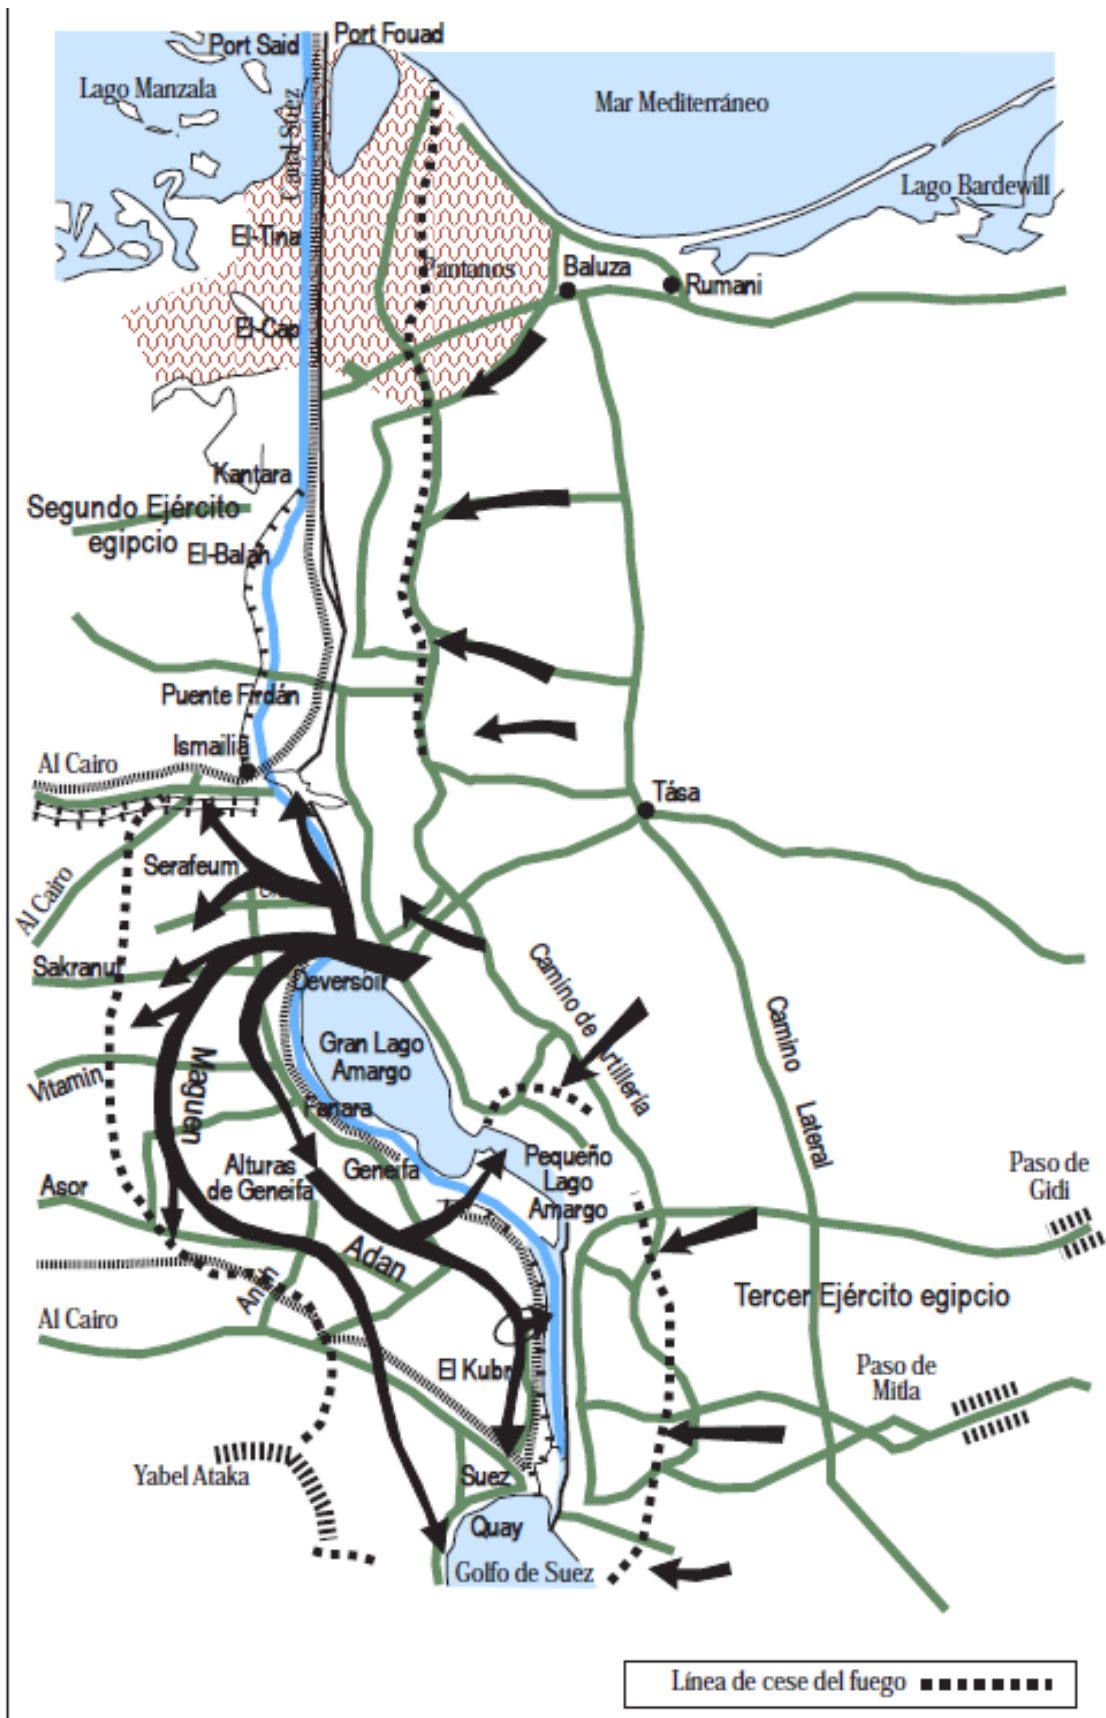 Port Said
Port Fouad
Lago Manzala
Canal Suez
Mar Mediterráneo
Lago Bardewill
El-Tina
Pantanos
Baluza
Rumani
El-Cap
Kantara
Segundo Ejército
egipcio
El-Balah
Puente Firdán
Ismailia
Al Cairo
Tása
Serafeum
Al Cairo
Sakranut
Deversoir
Camino de Artillería
Camino
Lateral
Gran Lago
Amargo
Vitamin
Maguen
Fanara
Geneifa
Pequeño
Lago
Amargo
Paso de
Gidi
Alturas
de Geneifa
Asor
Adan
Tercer Ejército egipcio
Al Cairo
El Kubr
Paso de
Mitla
Yabel Ataka
Suez
Quay
Golfo de Suez
Línea de cese del fuego